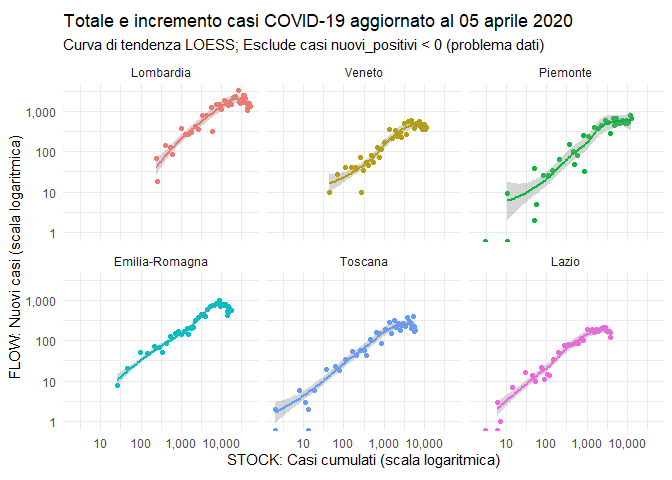 Totale e incremento casi COVID-19 aggiornato al 05 aprile 2020
Curva di tendenza LOESS; Esclude casi nuovi_positivi < 0 (problema dati)
Lombardia Veneto Piemonte
1,000
100
10
1
Emilia-Romagna Toscana Lazio
1,000
100
10
1
10 100 1,000 10,000 10 100 1,000 10,000 10 100 1,000 10,000
STOCK: Casi cumulati (scala logaritmica)
FLOW: Nuovi casi (scala logaritmica)